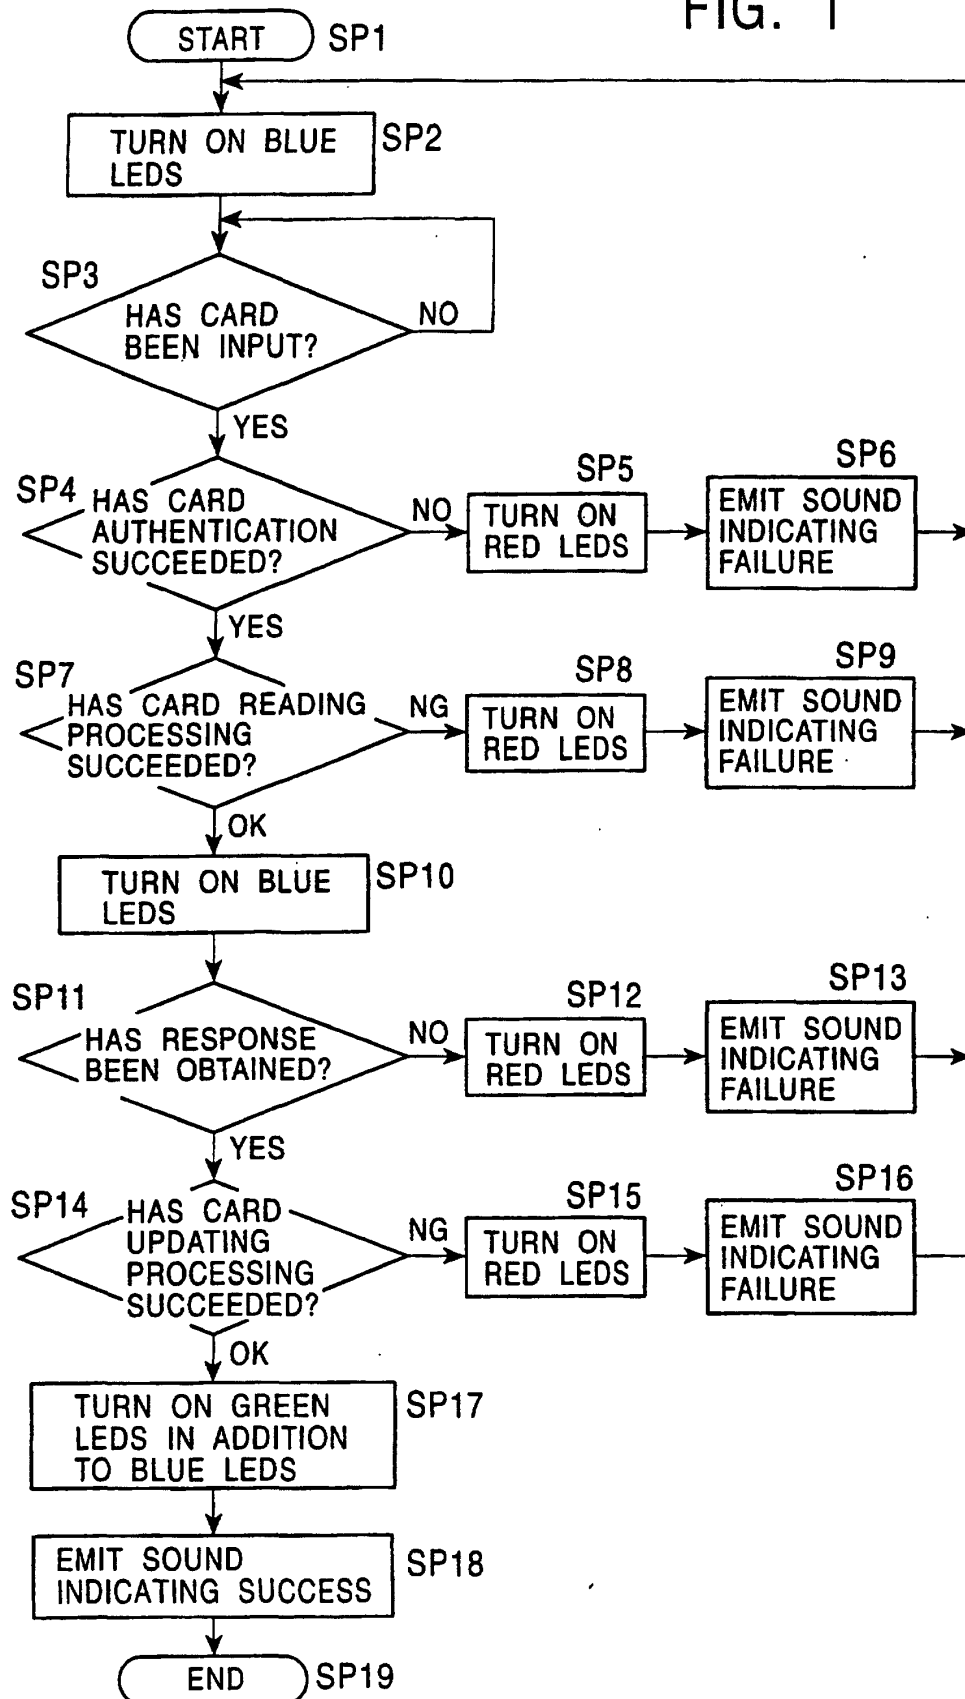 FIG. 1
START SP1
TURN ON BLUE
LEDS
SP2
SP3
HAS CARD
BEEN INPUT?
NO
YES
SP4
HAS CARD
AUTHENTICATION
SUCCEEDED?
NO
SP5
TURN ON
RED LEDS
SP6
EMIT SOUND
INDICATING
FAILURE
YES
SP7
HAS CARD READING
PROCESSING
SUCCEEDED?
NG
SP8
TURN ON
RED LEDS
SP9
EMIT SOUND
INDICATING
FAILURE
OK
TURN ON BLUE
LEDS
SP10
SP11
HAS RESPONSE
BEEN OBTAINED?
NO
SP12
TURN ON
RED LEDS
SP13
EMIT SOUND
INDICATING
FAILURE
YES
SP14
HAS CARD
UPDATING
PROCESSING
SUCCEEDED?
NG
SP15
TURN ON
RED LEDS
SP16
EMIT SOUND
INDICATING
FAILURE
OK
TURN ON GREEN
LEDS IN ADDITION
TO BLUE LEDS
SP17
EMIT SOUND
INDICATING SUCCESS
SP18
END SP19